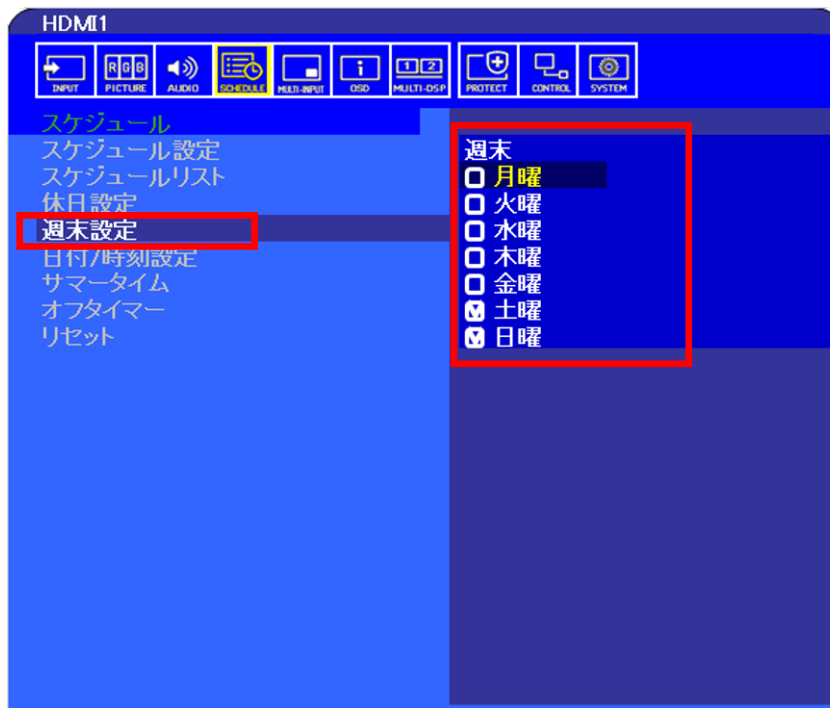 HDMI1
INPUT RGB PICTURE AUDIO SCHEDULE MULTI-INPUT i OSD 1 2 MULTI-DSP PROTECT CONTROL SYSTEM
スケジュール
スケジュール設定
スケジュールリスト
休日設定
週末設定
日付/時刻設定
サマータイム
オフタイマー
リセット
週末
月曜
火曜
水曜
木曜
金曜
土曜
日曜